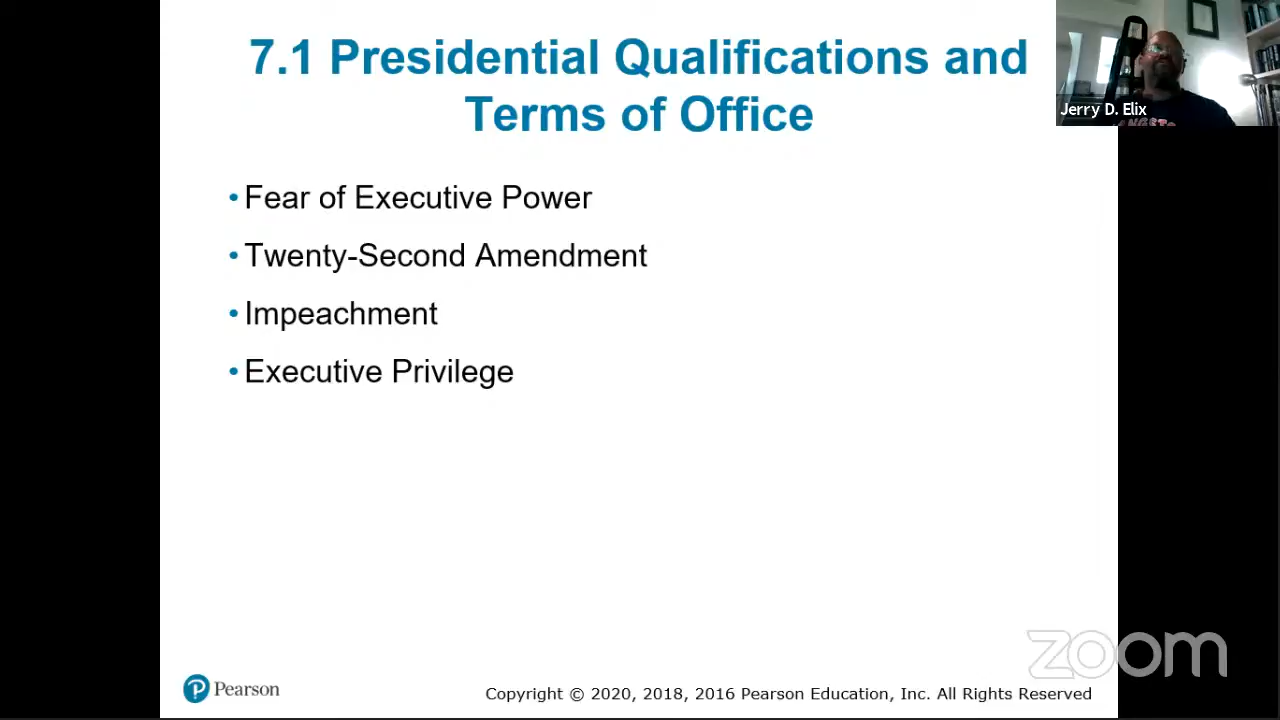 7.1 Presidential Qualifications and
Terms of Office
Jerry D. Elix
• Fear of Executive Power
• Twenty-Second Amendment
• Impeachment
• Executive Privilege
zoom
Pearson
Copyright © 2020, 2018, 2016 Pearson Education, Inc. All Rights Reserved